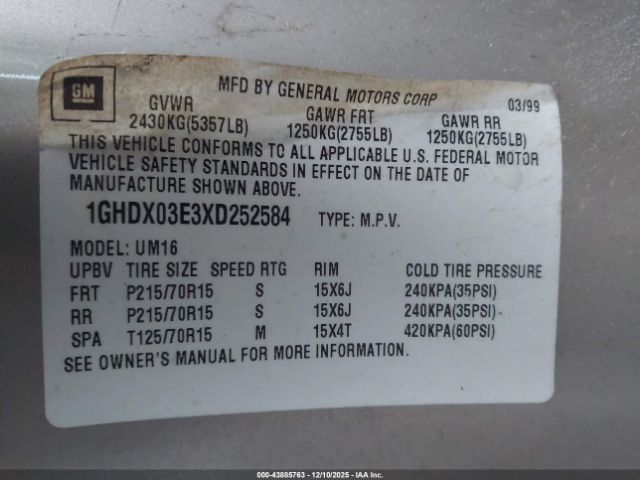 GM
MFD BY GENERAL MOTORS CORP 03/99
GVWR GAWR FRT GAWR RR
2430KG(5357LB) 1250KG(2755LB) 1250KG(2755LB)
THIS VEHICLE CONFORMS TO ALL APPLICABLE U.S. FEDERAL MOTOR
VEHICLE SAFETY STANDARDS IN EFFECT ON THE DATE OF
MANUFACTURE SHOWN ABOVE.
1GHDX03E3XD252584 TYPE: M.P.V.
MODEL: UM16
UPBV TIRE SIZE SPEED RTG RIM COLD TIRE PRESSURE
FRT P215/70R15 S 15X6J 240KPA(35PSI)
RR P215/70R15 S 15X6J 240KPA(35PSI)
SPA T125/70R15 M 15X4T 420KPA(60PSI)
SEE OWNER'S MANUAL FOR MORE INFORMATION.
000-43885763 - 12/10/2025 - IAAI.COM